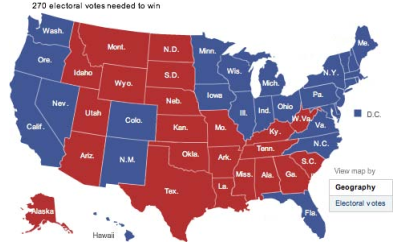 270 electoral votes needed to win
Wash.
Mont.
N.D.
Minn.
Me.
Ore.
Idaho
S.D.
Wis.
N.Y.
Wyo.
Mich.
Nev.
Neb.
Iowa
Pa.
Utah
Colo.
Ill.
Ind.
Ohio
D.C.
Calif.
Kan.
Mo.
W.Va.
Va.
Ky.
N.C.
Ariz.
N.M.
Okla.
Ark.
Tenn.
S.C.
Tex.
La.
Miss.
Ala.
Ga.
Fla.
Alaska
Hawaii
View map by
Geography
Electoral votes